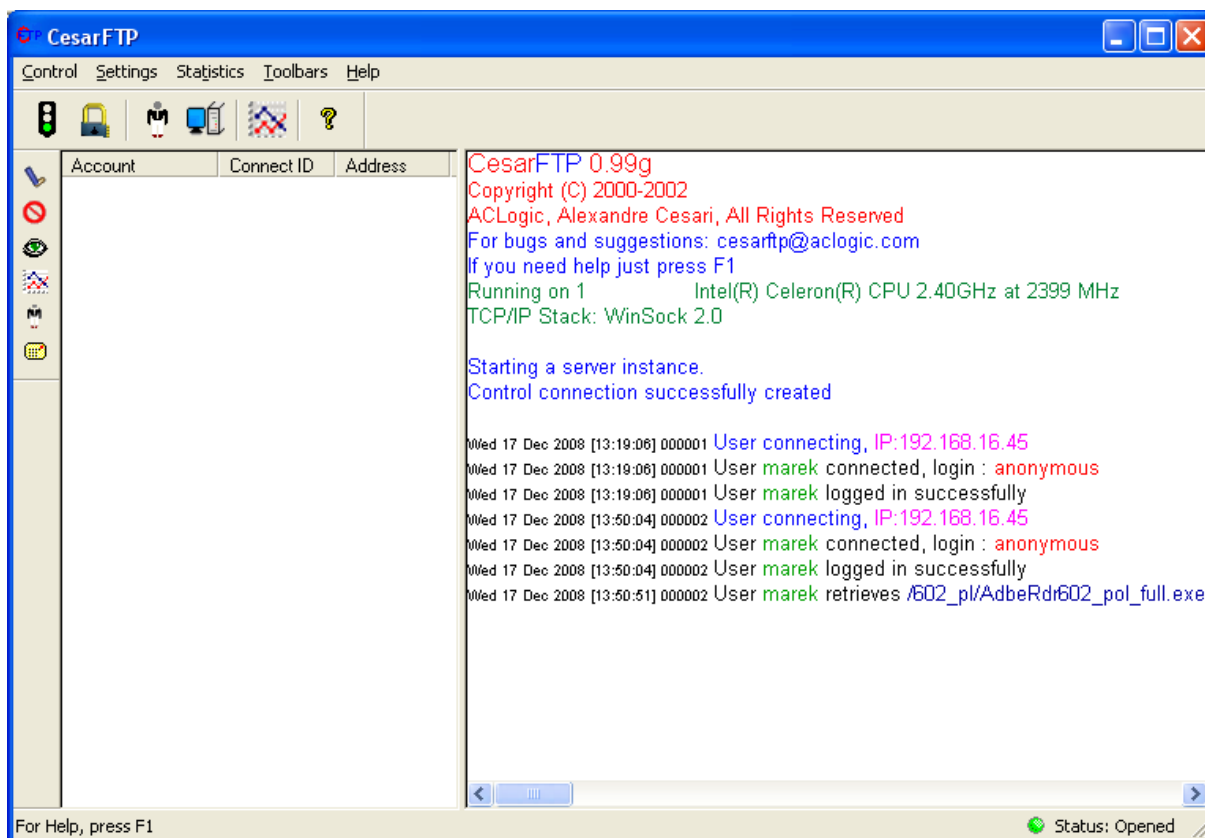 FTP CesarFTP
Control Settings Statistics Toolbars Help
Account Connect ID Address
CesarFTP 0.99g
Copyright (C) 2000-2002
ACLogic, Alexandre Cesari, All Rights Reserved
For bugs and suggestions: cesarftp@aclogic.com
If you need help just press F1
Running on 1 Intel(R) Celeron(R) CPU 2.40GHz at 2399 MHz
TCP/IP Stack: WinSock 2.0
Starting a server instance.
Control connection successfully created
Wed 17 Dec 2008 [13:19:06] 000001 User connecting, IP:192.168.16.45
Wed 17 Dec 2008 [13:19:06] 000001 User marek connected, login : anonymous
Wed 17 Dec 2008 [13:19:06] 000001 User marek logged in successfully
Wed 17 Dec 2008 [13:50:04] 000002 User connecting, IP:192.168.16.45
Wed 17 Dec 2008 [13:50:04] 000002 User marek connected, login : anonymous
Wed 17 Dec 2008 [13:50:04] 000002 User marek logged in successfully
Wed 17 Dec 2008 [13:50:51] 000002 User marek retrieves /602_pl/AdbeRdr602_pol_full.exe
For Help, press F1
Status: Opened